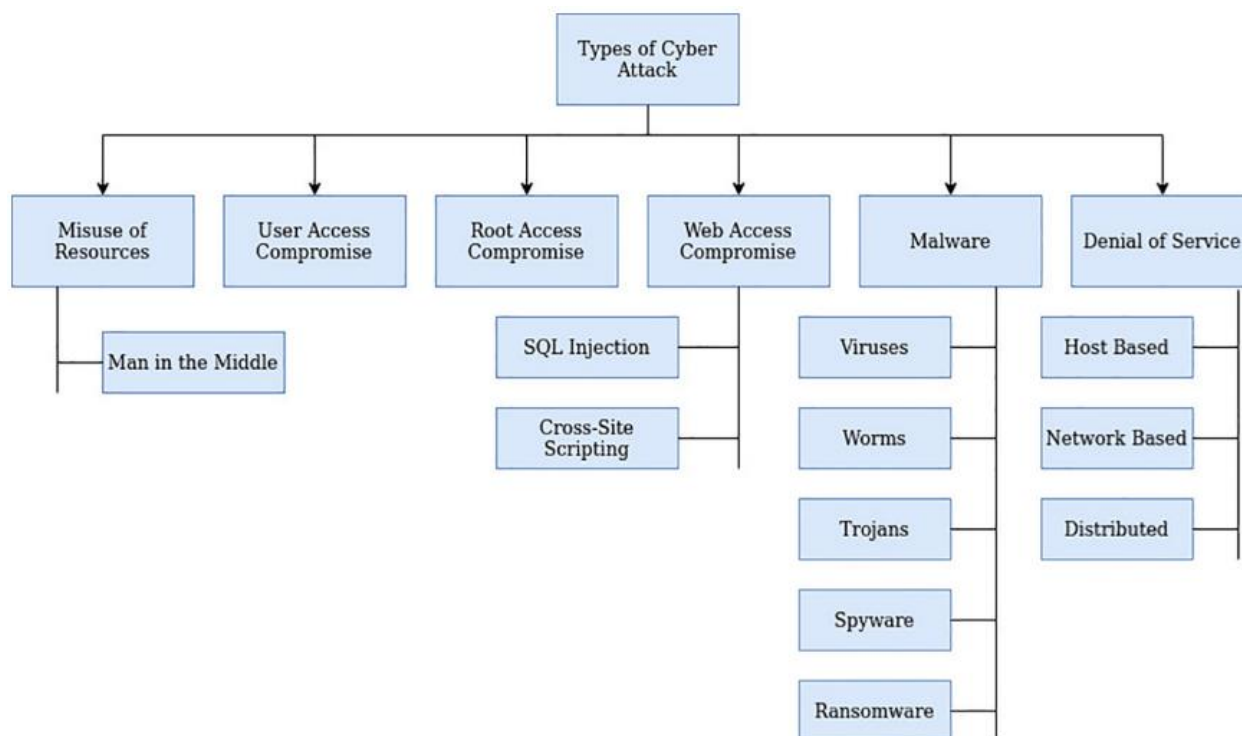 Types of Cyber
Attack
Misuse of
Resources
User Access
Compromise
Root Access
Compromise
Web Access
Compromise
Malware
Denial of Service
Man in the Middle
SQL Injection
Cross-Site
Scripting
Viruses
Worms
Trojans
Spyware
Ransomware
Host Based
Network Based
Distributed